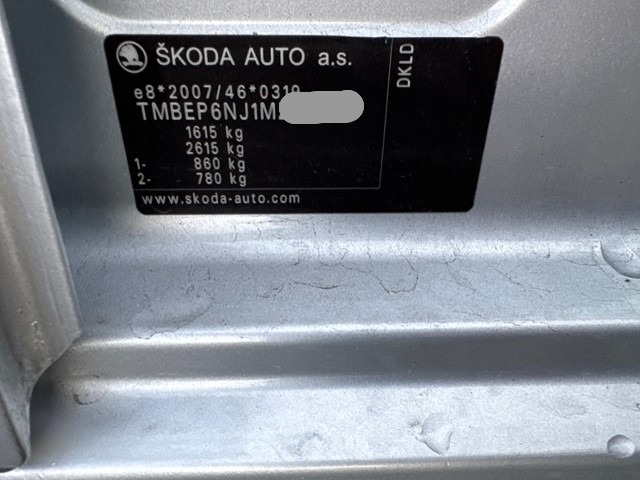 ŠKODA AUTO a.s.
e8*2007/46*0319
TMBEP6NJ1M
1615 kg
2615 kg
1- 860 kg
2- 780 kg
www.skoda-auto.com
DKLD